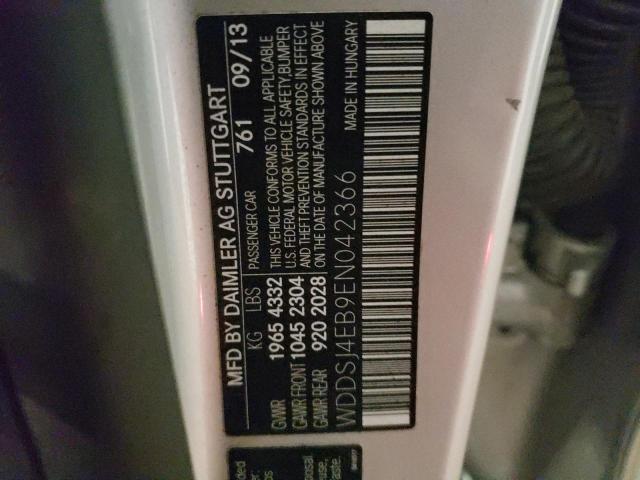 MFD BY DAIMLER AG STUTTGART
KG LBS PASSENGER CAR 761 09/13
GVWR 1965 4332 THIS VEHICLE CONFORMS TO ALL APPLICABLE
GAWR FRONT 1045 2304 U.S. FEDERAL MOTOR VEHICLE SAFETY, BUMPER
GAWR REAR 920 2028 AND THEFT PREVENTION STANDARDS IN EFFECT
ON THE DATE OF MANUFACTURE SHOWN ABOVE
WDDSJ4EB9EN042366 MADE IN HUNGARY